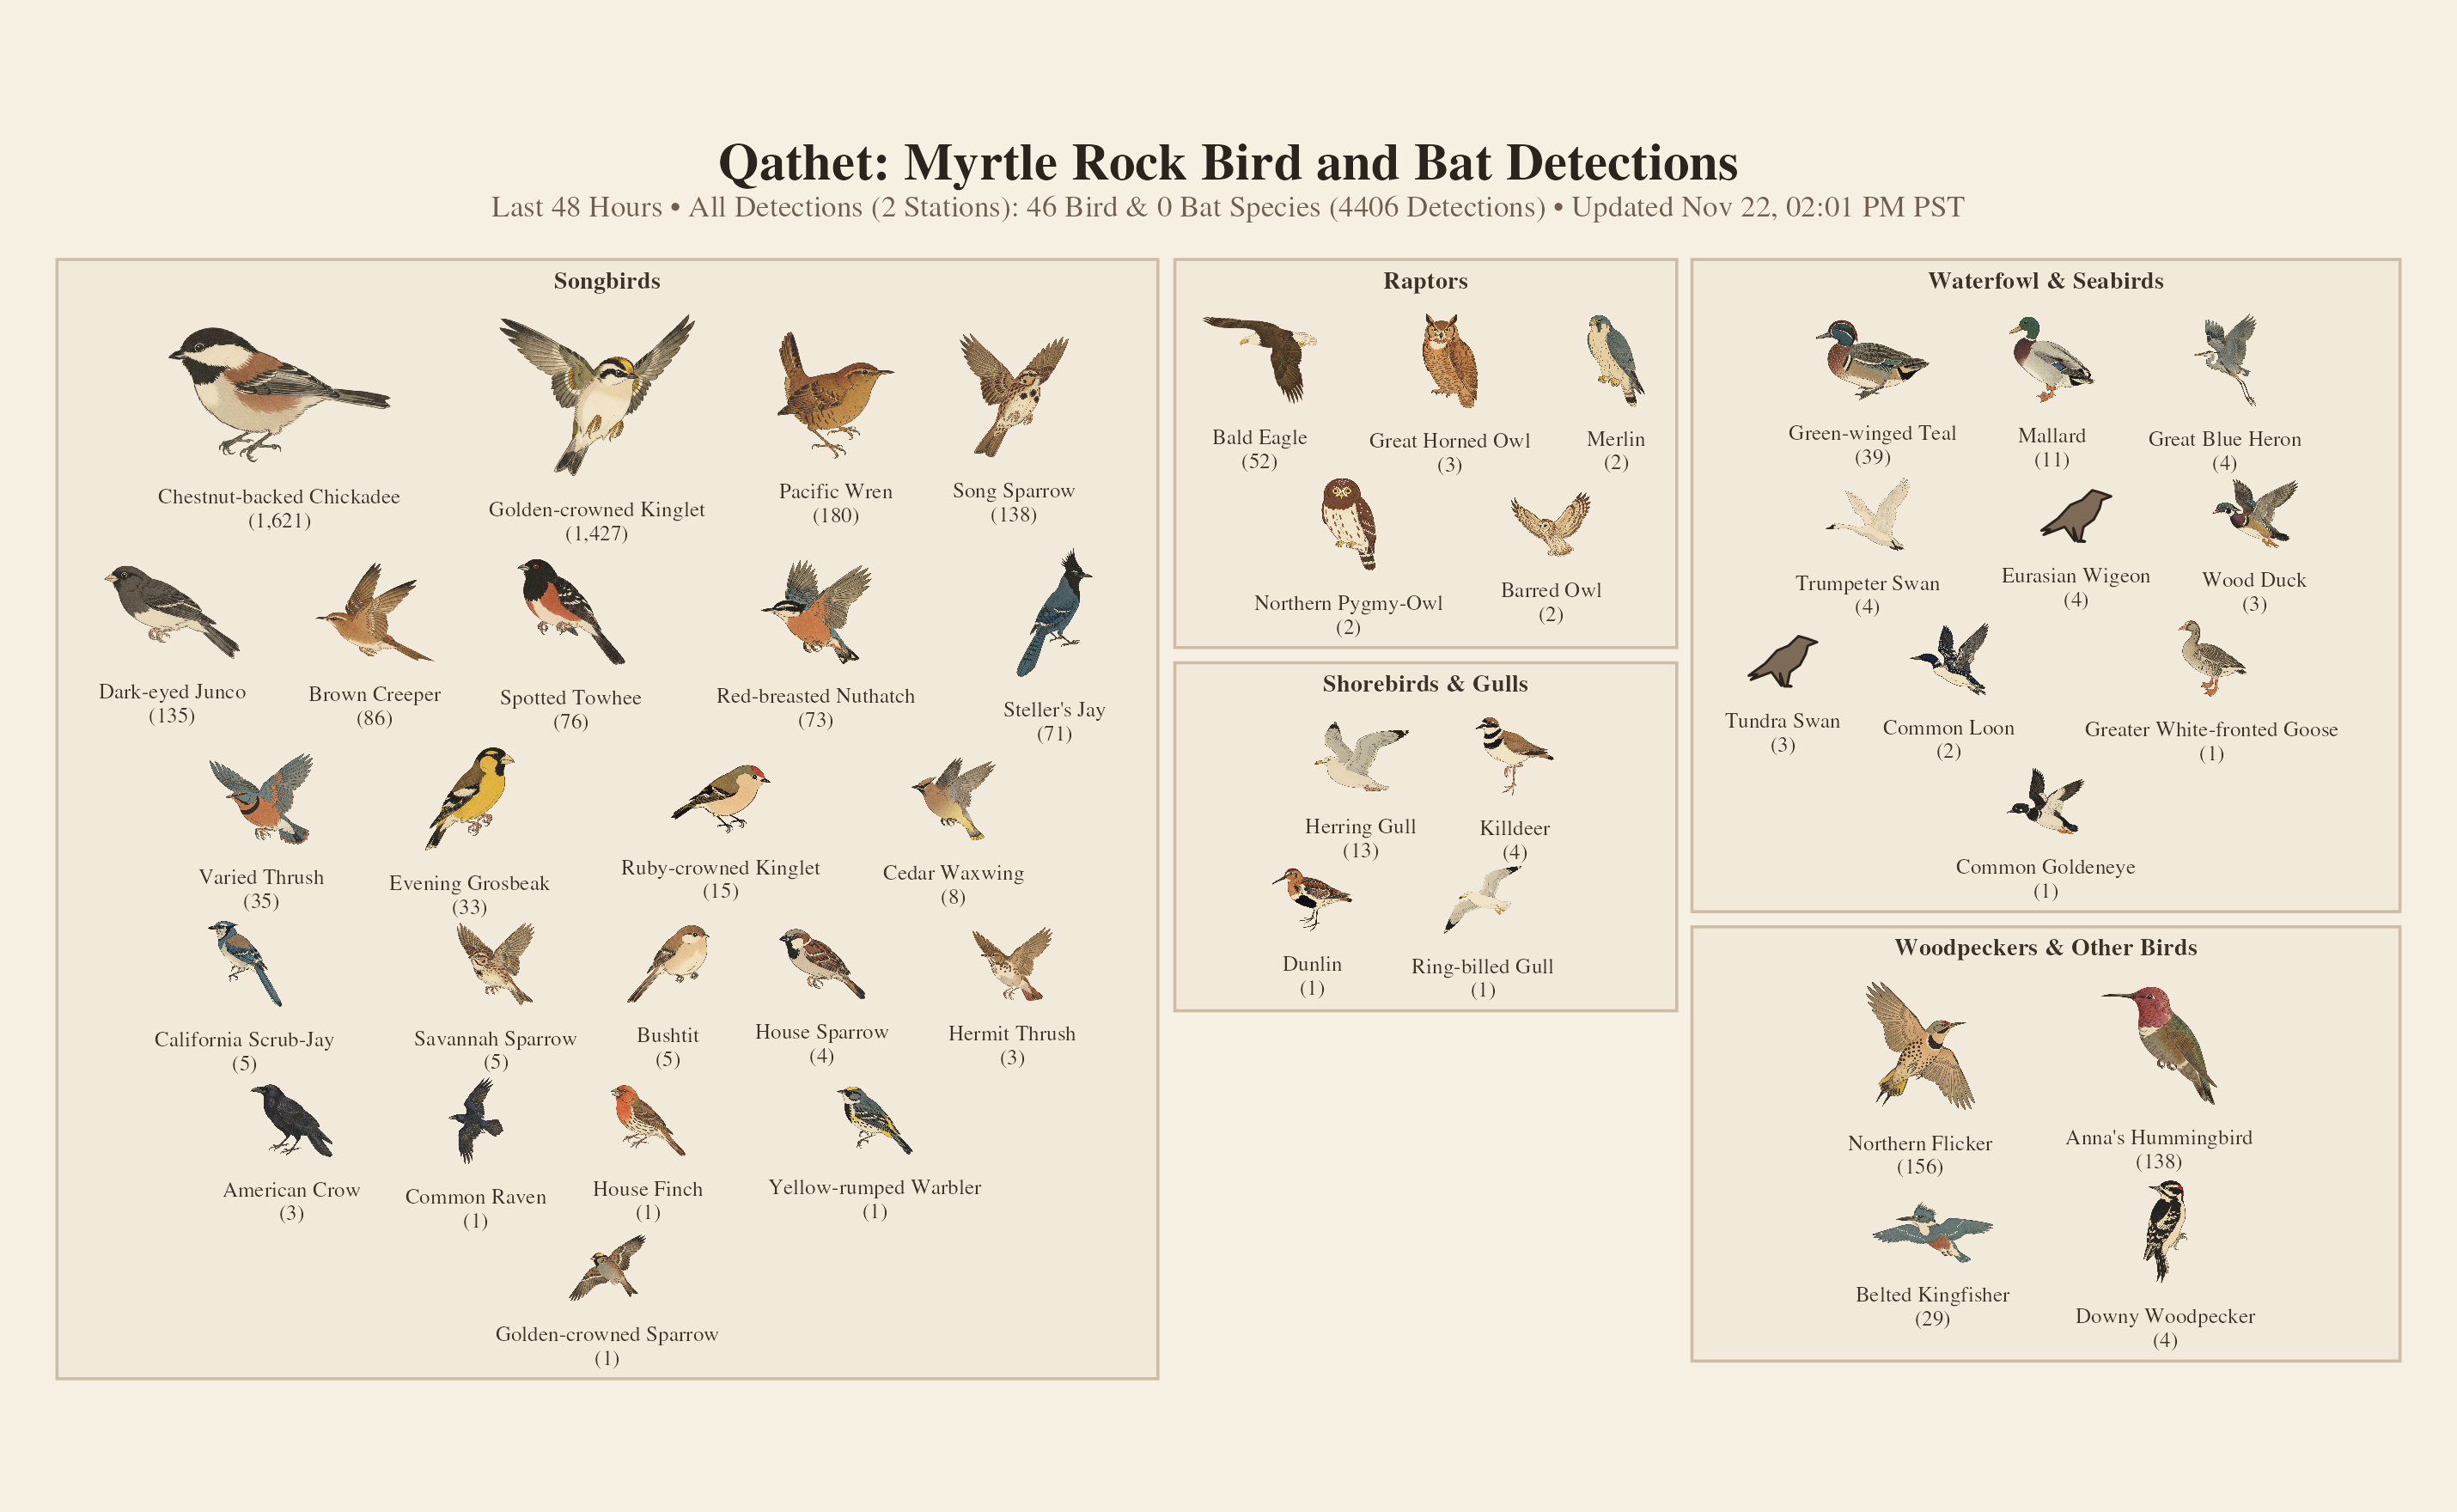 Qathet: Myrtle Rock Bird and Bat Detections
Last 48 Hours • All Detections (2 Stations): 46 Bird & 0 Bat Species (4406 Detections) • Updated Nov 22, 02:01 PM PST
Songbirds
Chestnut-backed Chickadee
(1,621)
Golden-crowned Kinglet
(1,427)
Pacific Wren
(180)
Song Sparrow
(138)
Dark-eyed Junco
(135)
Brown Creeper
(86)
Spotted Towhee
(76)
Red-breasted Nuthatch
(73)
Steller's Jay
(71)
Varied Thrush
(35)
Evening Grosbeak
(33)
Ruby-crowned Kinglet
(15)
Cedar Waxwing
(8)
California Scrub-Jay
(5)
Savannah Sparrow
(5)
Bushtit
(5)
House Sparrow
(4)
Hermit Thrush
(3)
American Crow
(3)
Common Raven
(1)
House Finch
(1)
Yellow-rumped Warbler
(1)
Golden-crowned Sparrow
(1)
Raptors
Bald Eagle
(52)
Great Horned Owl
(3)
Merlin
(2)
Northern Pygmy-Owl
(2)
Barred Owl
(2)
Shorebirds & Gulls
Herring Gull
(13)
Killdeer
(4)
Dunlin
(1)
Ring-billed Gull
(1)
Waterfowl & Seabirds
Green-winged Teal
(39)
Mallard
(11)
Great Blue Heron
(4)
Trumpeter Swan
(4)
Eurasian Wigeon
(4)
Wood Duck
(3)
Tundra Swan
(3)
Common Loon
(2)
Greater White-fronted Goose
(1)
Common Goldeneye
(1)
Woodpeckers & Other Birds
Northern Flicker
(156)
Anna's Hummingbird
(138)
Belted Kingfisher
(29)
Downy Woodpecker
(4)